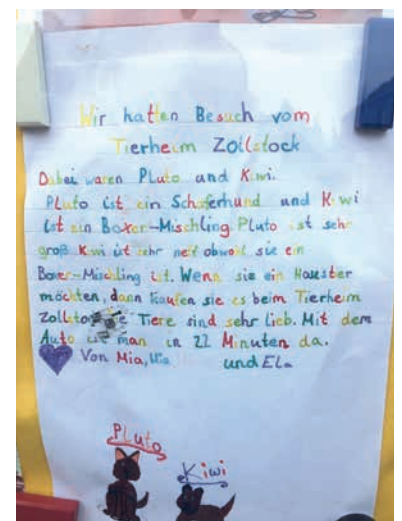 Wir hatten Besuch vom
Tierheim Zollstock
Dabei waren Pluto und Kiwi.
Pluto ist ein Schäferhund und Kiwi
ist ein Boxer-Mischling. Pluto ist sehr
groß. Kiwi ist sehr nett obwohl sie ein
Boxer-Mischling ist. Wenn sie ein Haustier
möchten, dann kaufen sie es beim Tierheim
Tiere sind sehr lieb. Mit dem
Auto ist man in 22 Minuten da.
Von Mia, und Ela
Pluto
Kiwi